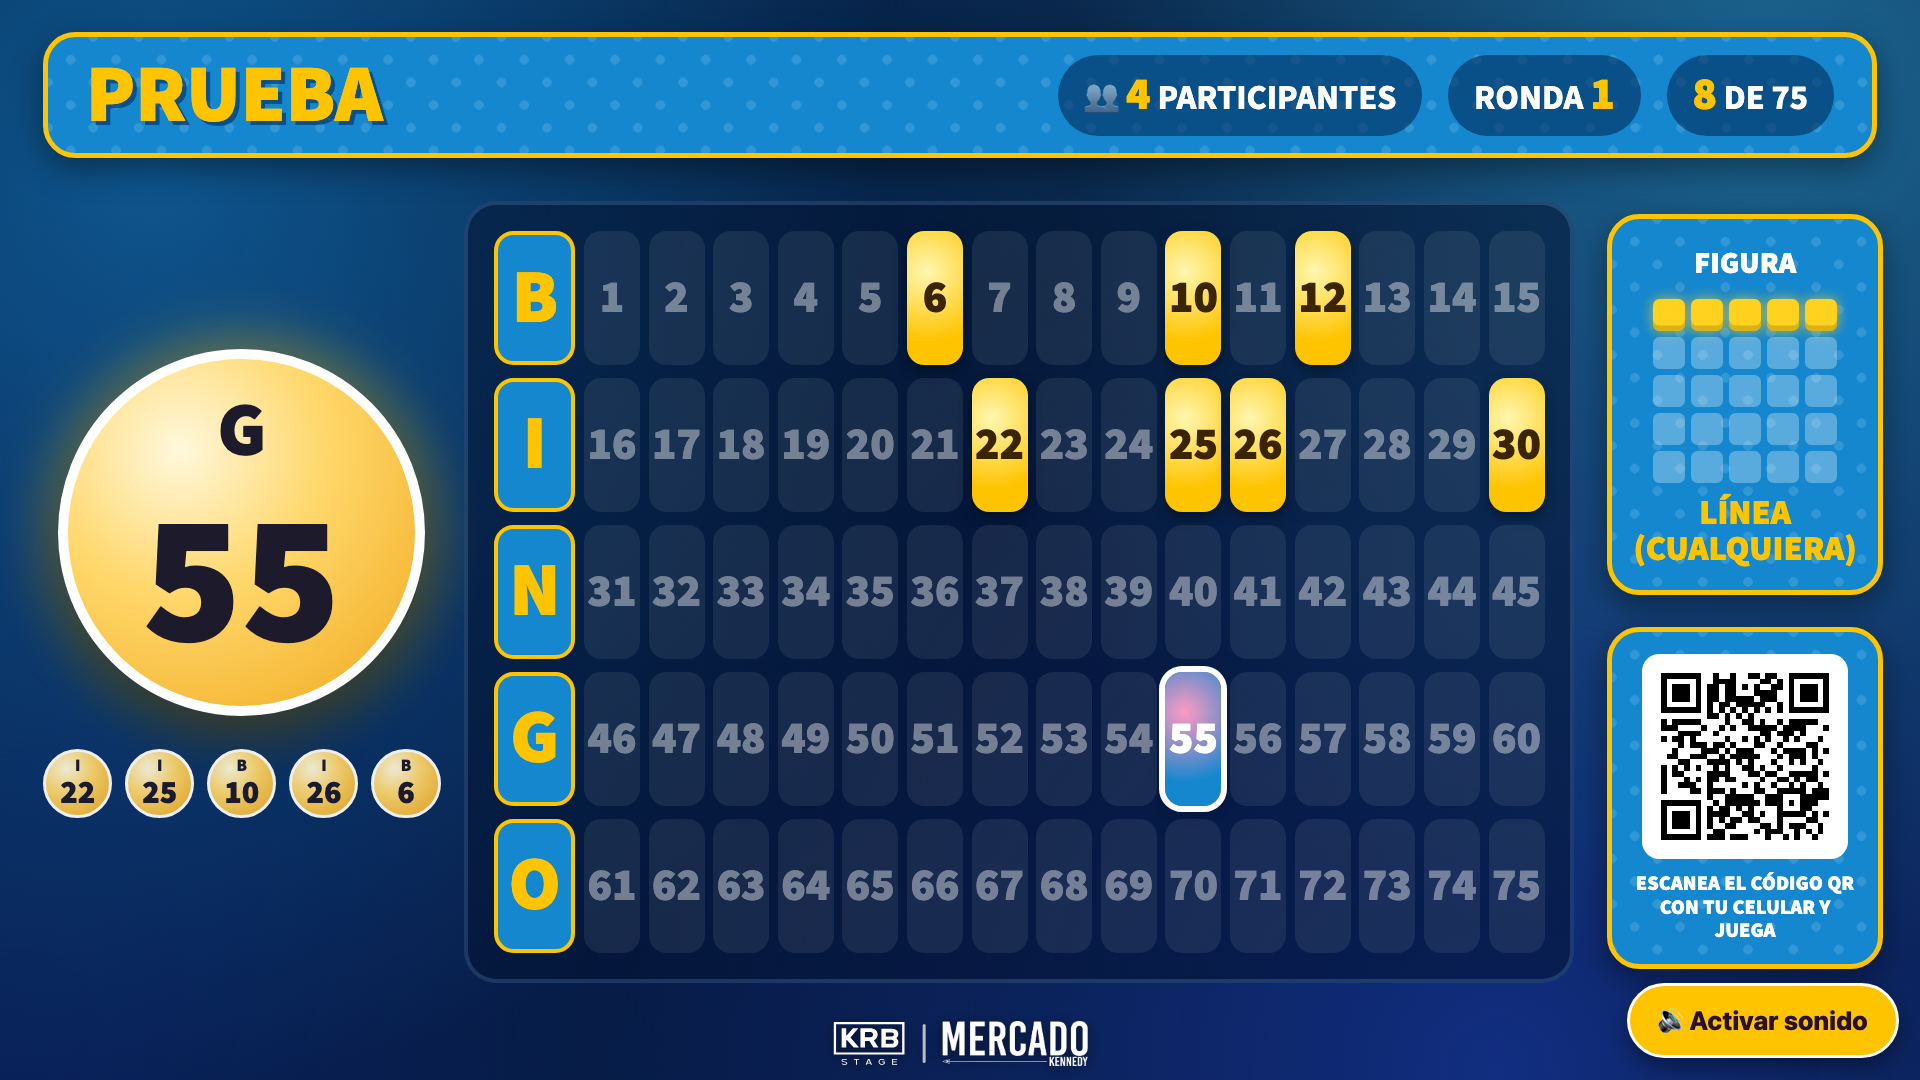 PRUEBA
4 PARTICIPANTES
RONDA 1
8 DE 75
G
55
I
22
I
25
B
10
I
26
B
6
B 1 2 3 4 5 6 7 8 9 10 11 12 13 14 15
I 16 17 18 19 20 21 22 23 24 25 26 27 28 29 30
N 31 32 33 34 35 36 37 38 39 40 41 42 43 44 45
G 46 47 48 49 50 51 52 53 54 55 56 57 58 59 60
O 61 62 63 64 65 66 67 68 69 70 71 72 73 74 75
FIGURA
LÍNEA
(CUALQUIERA)
ESCANEA EL CÓDIGO QR
CON TU CELULAR Y
JUEGA
Activar sonido
KRB
STAGE
MERCADO
KENNEDY